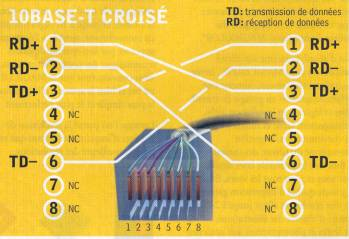 10BASE-T CROISÉ
TD: transmission de données
RD: réception de données
RD+ 1 1 RD+
RD– 2 2 RD–
TD+ 3 3 TD+
4 NC NC 4
5 NC NC 5
TD– 6 6 TD–
7 NC NC 7
8 NC NC 8
1 2 3 4 5 6 7 8